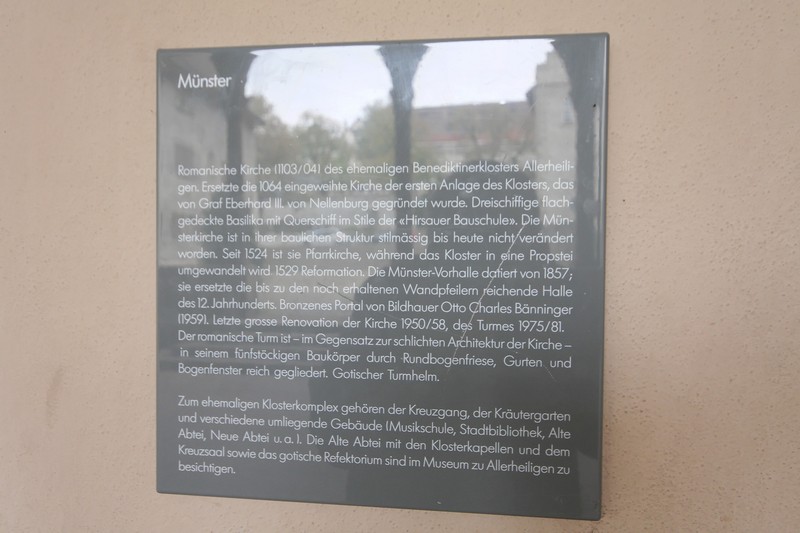 Münster
Romanische Kirche (1103/04) des ehemaligen Benediktinerklosters Allerheili-
gen. Ersetzte die 1064 eingeweihte Kirche der ersten Anlage des Klosters, das
von Graf Eberhard III. von Nellenburg gegründet wurde. Dreischiffige flach-
gedeckte Basilika mit Querschiff im Stile der «Hirsauer Bauschule». Die Mün-
sterkirche ist in ihrer baulichen Struktur stilmässig bis heute nicht verändert
worden. Seit 1524 ist sie Pfarrkirche, während das Kloster in eine Propstei
umgewandelt wird. 1529 Reformation. Die Münster-Vorhalle datiert von 1857;
sie ersetzte die bis zu den noch erhaltenen Wandpfeilern reichende Halle
des 12. Jahrhunderts. Bronzenes Portal von Bildhauer Otto Charles Bänninger
(1959). Letzte grosse Renovation der Kirche 1950/58, des Turmes 1975/81.
Der romanische Turm ist – im Gegensatz zur schlichten Architektur der Kirche –
in seinem fünfstöckigen Baukörper durch Rundbogenfriese, Gurten und
Bogenfenster reich gegliedert. Gotischer Turmhelm.
Zum ehemaligen Klosterkomplex gehören der Kreuzgang, der Kräutergarten
und verschiedene umliegende Gebäude (Musikschule, Stadtbibliothek, Alte
Abtei, Neue Abtei u. a.). Die Alte Abtei mit den Klosterkapellen und dem
Kreuzsaal sowie das gotische Refektorium sind im Museum zu Allerheiligen zu
besichtigen.